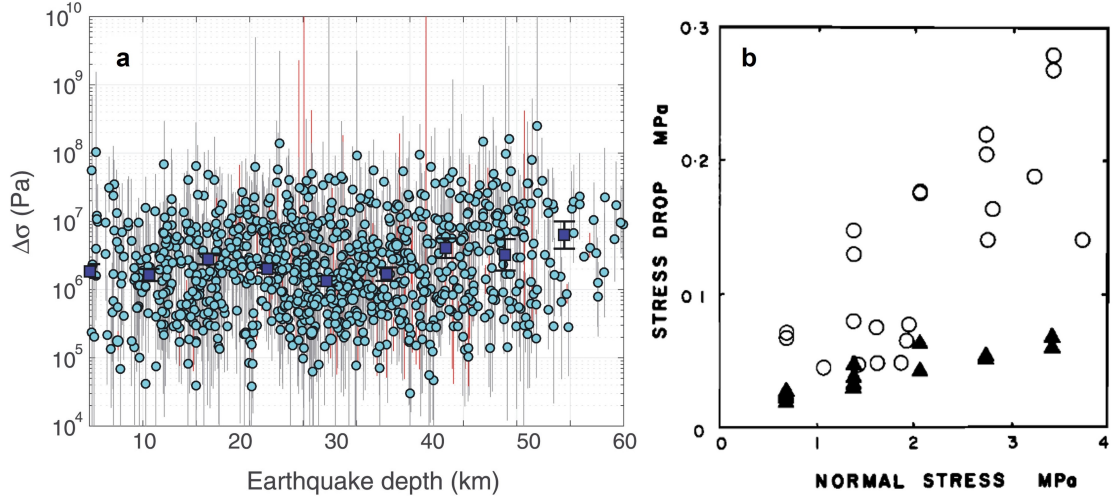 a
10^10
10^9
10^8
10^7
10^6
10^5
10^4
Δσ (Pa)
10 20 30 40 50 60
Earthquake depth (km)
b
0·3
0·2
0·1
0
STRESS DROP MPa
0 1 2 3 4
NORMAL STRESS MPa